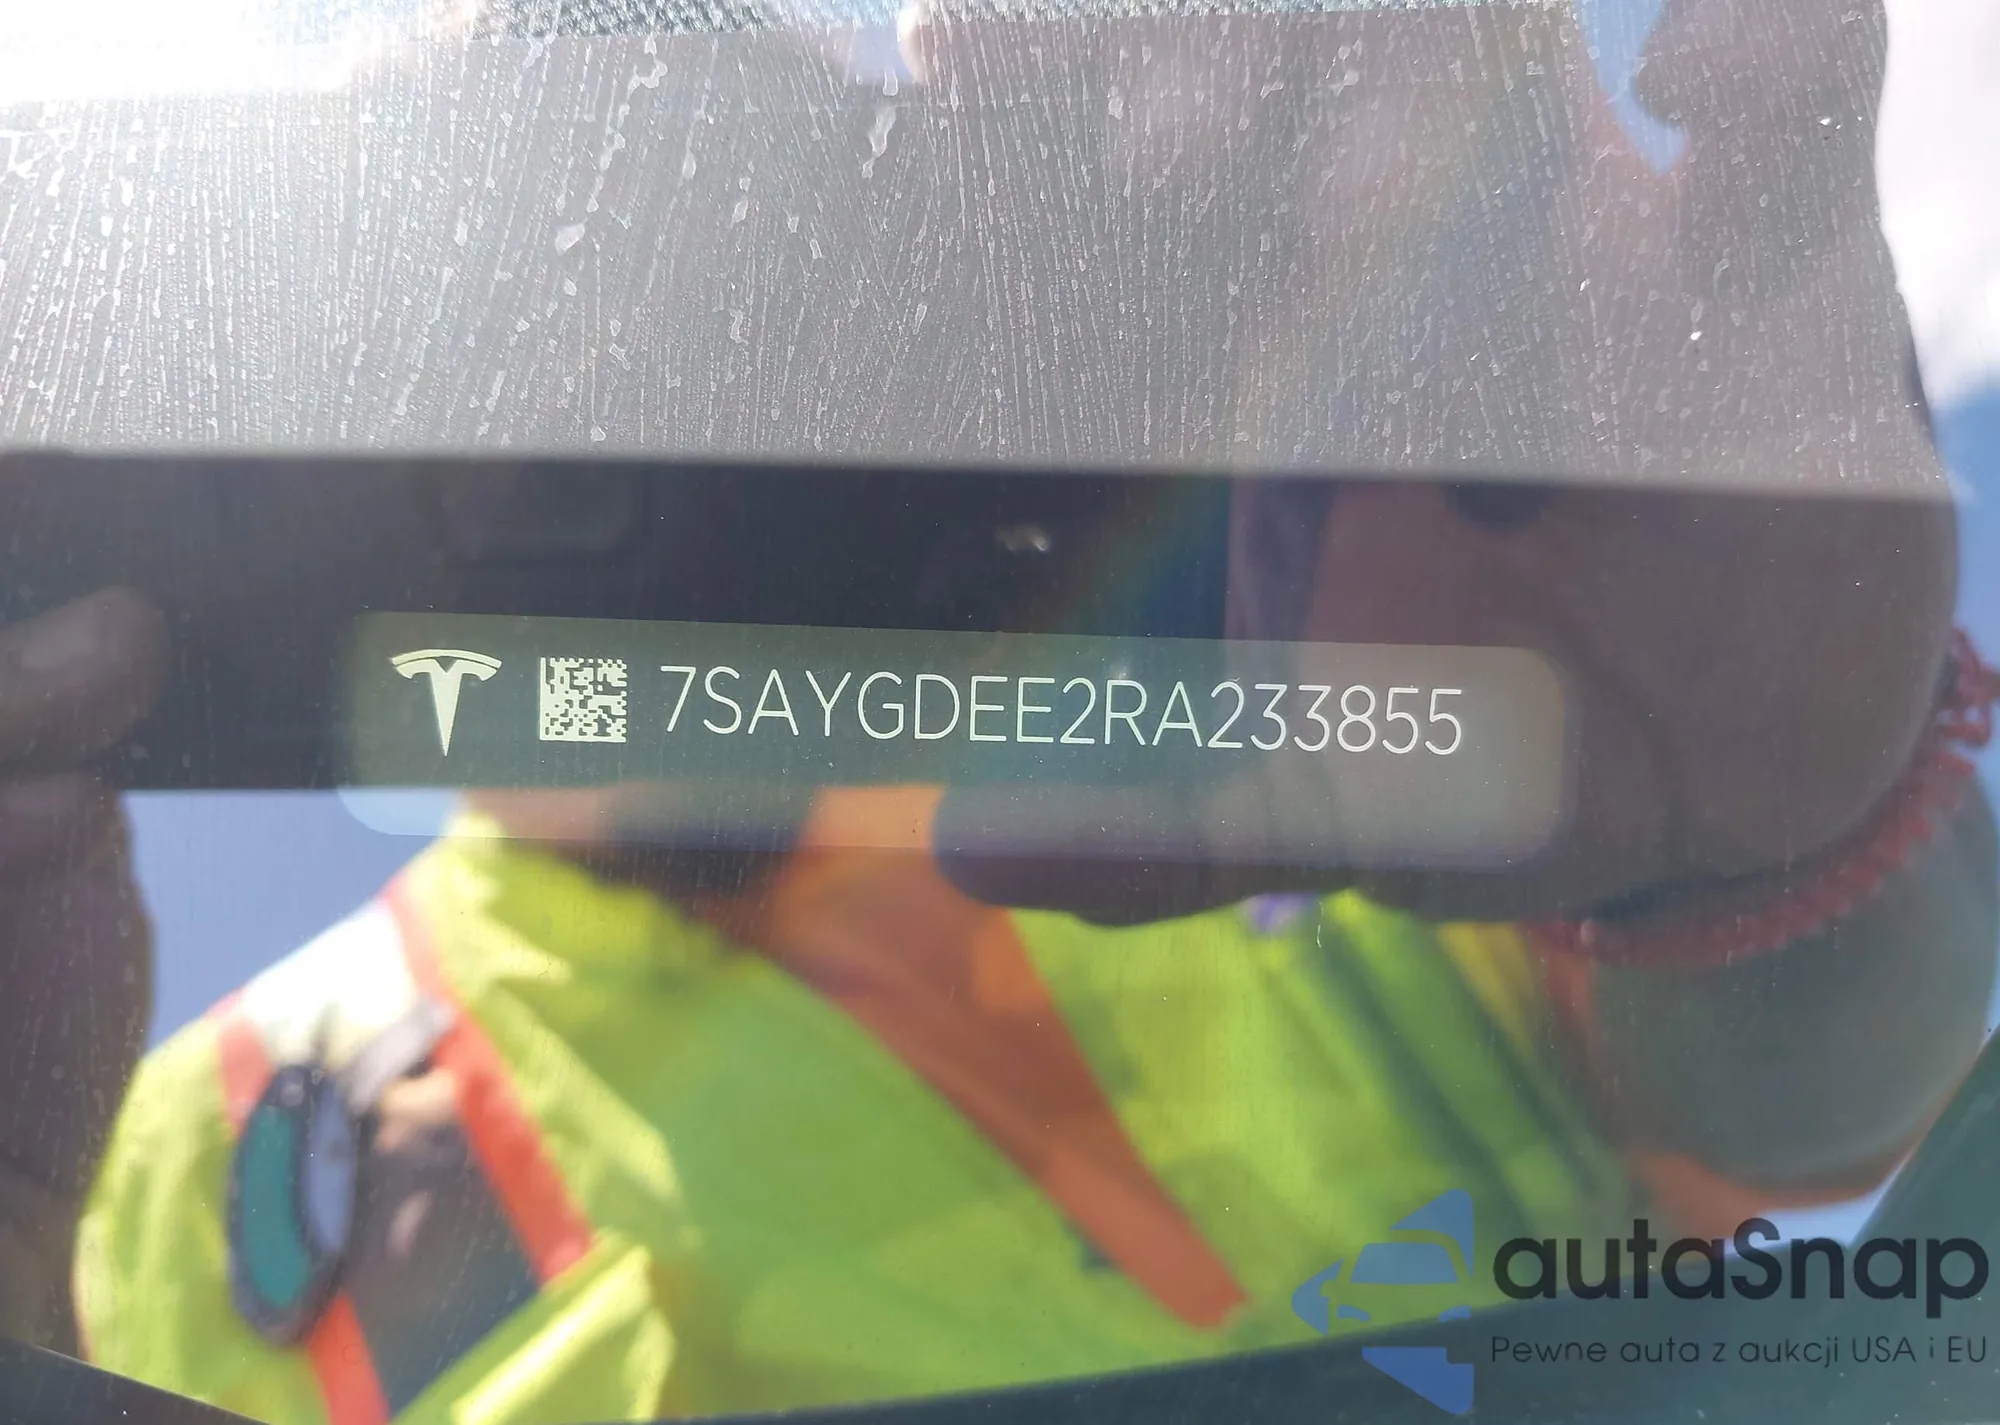 7SAYGDEE2RA233855
autaSnap
Pewne auta z aukcji USA i EU